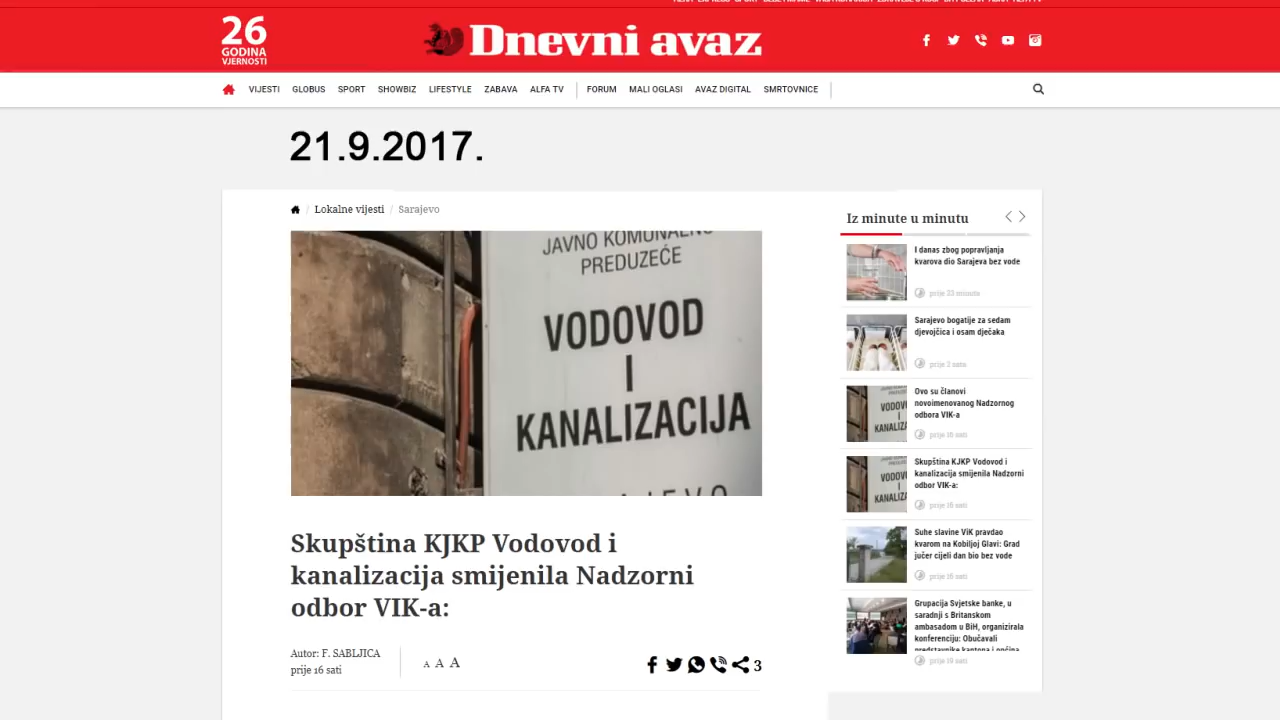 26
GODINA
VJERNOSTI
Dnevni avaz
VIJESTI GLOBUS SPORT SHOWBIZ LIFESTYLE ZABAVA ALFA TV FORUM MALI OGLASI AVAZ DIGITAL SMRTOVNICE
21.9.2017.
/ Lokalne vijesti / Sarajevo
JAVNO KOMUNALNO
PREDUZEĆE
VODOVOD
I
KANALIZACIJA
Skupština KJKP Vodovod i
kanalizacija smijenila Nadzorni
odbor VIK-a:
Autor: F. SABLJICA
prije 16 sati
A A A
3
Iz minute u minutu
I danas zbog popravljanja
kvarova dio Sarajeva bez vode
prije 23 minute
Sarajevo bogatije za sedam
djevojčica i osam dječaka
prije 2 sata
Ovo su članovi
novoimenovanog Nadzornog
odbora VIK-a
prije 16 sati
Skupština KJKP Vodovod i
kanalizacija smijenila Nadzorni
odbor VIK-a:
prije 16 sati
Suhe slavine ViK pravdao
kvarom na Kobiljoj Glavi: Grad
jučer cijeli dan bio bez vode
prije 16 sati
Grupacija Svjetske banke, u
saradnji s Britanskom
ambasadom u BiH, organizirala
konferenciju: Obučavali
predstavnike kantona i općina
prije 19 sati